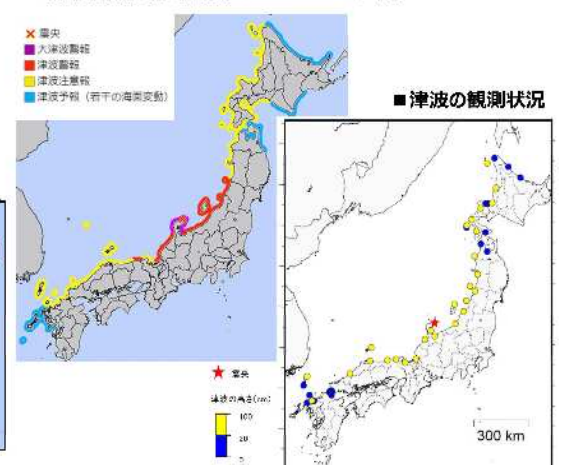 × 震央
大津波警報
津波警報
津波注意報
津波予報（若干の海面変動）
■津波の観測状況
★ 震央
津波の高さ(cm)
100
20
0
300 km